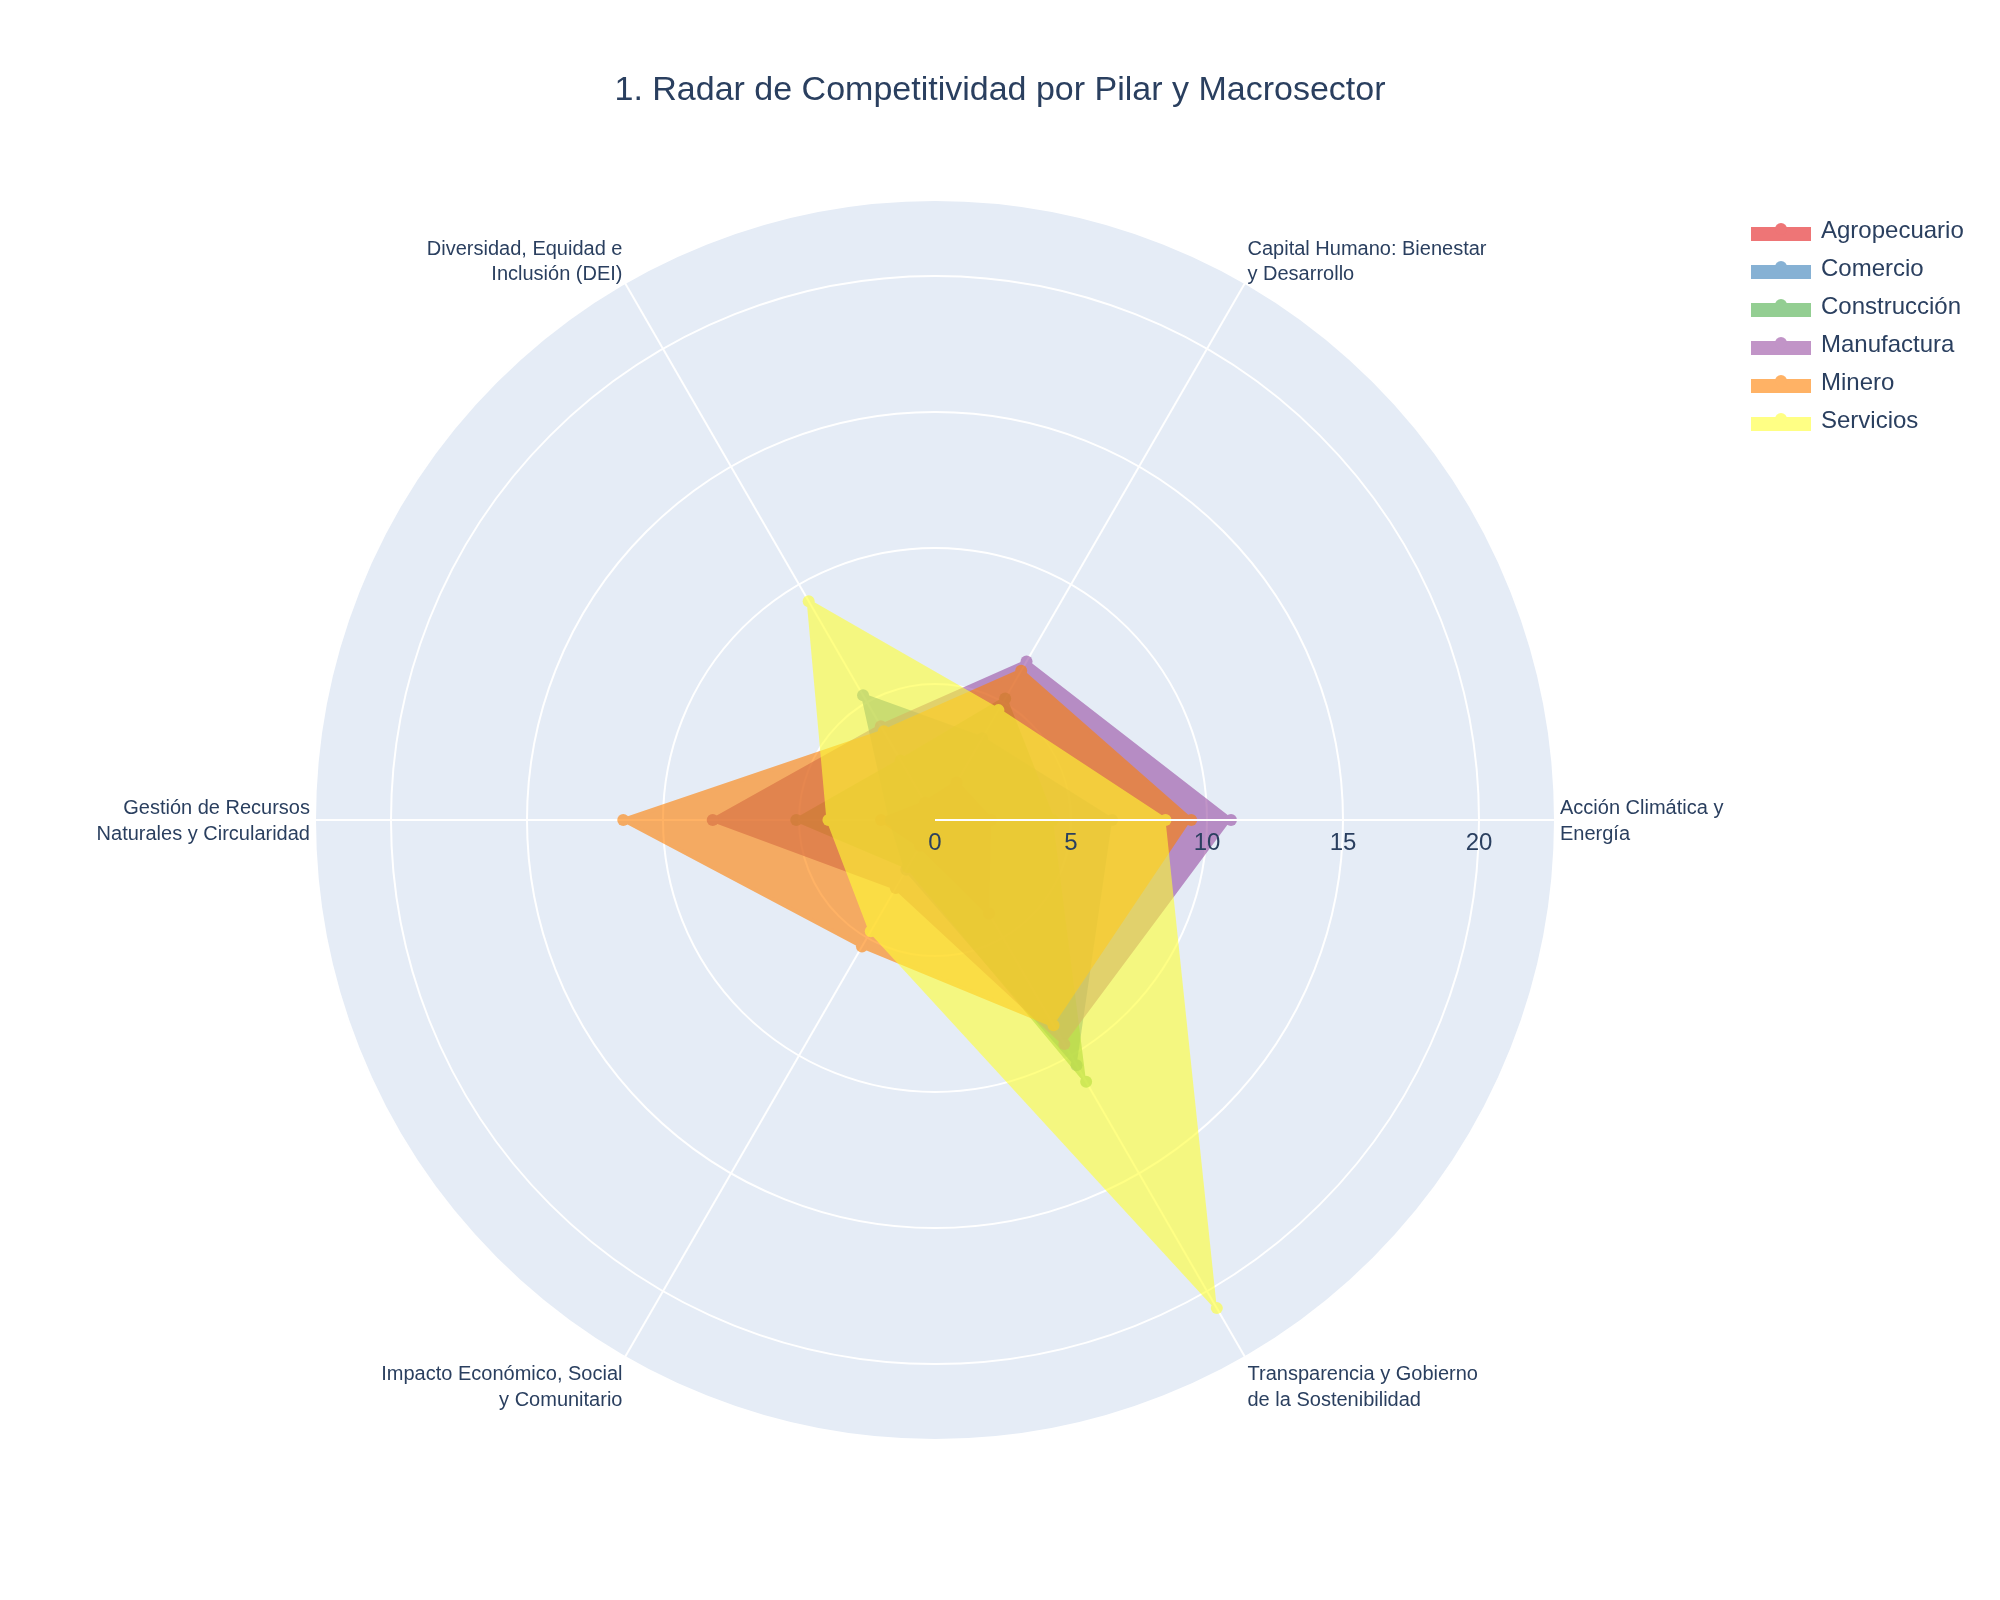 1. Radar de Competitividad por Pilar y Macrosector
Diversidad, Equidad e
Inclusión (DEI)
Capital Humano: Bienestar
y Desarrollo
Agropecuario
Comercio
Construcción
Manufactura
Minero
Servicios
Gestión de Recursos
Naturales y Circularidad
Acción Climática y
Energía
0 5 10 15 20
Impacto Económico, Social
y Comunitario
Transparencia y Gobierno
de la Sostenibilidad